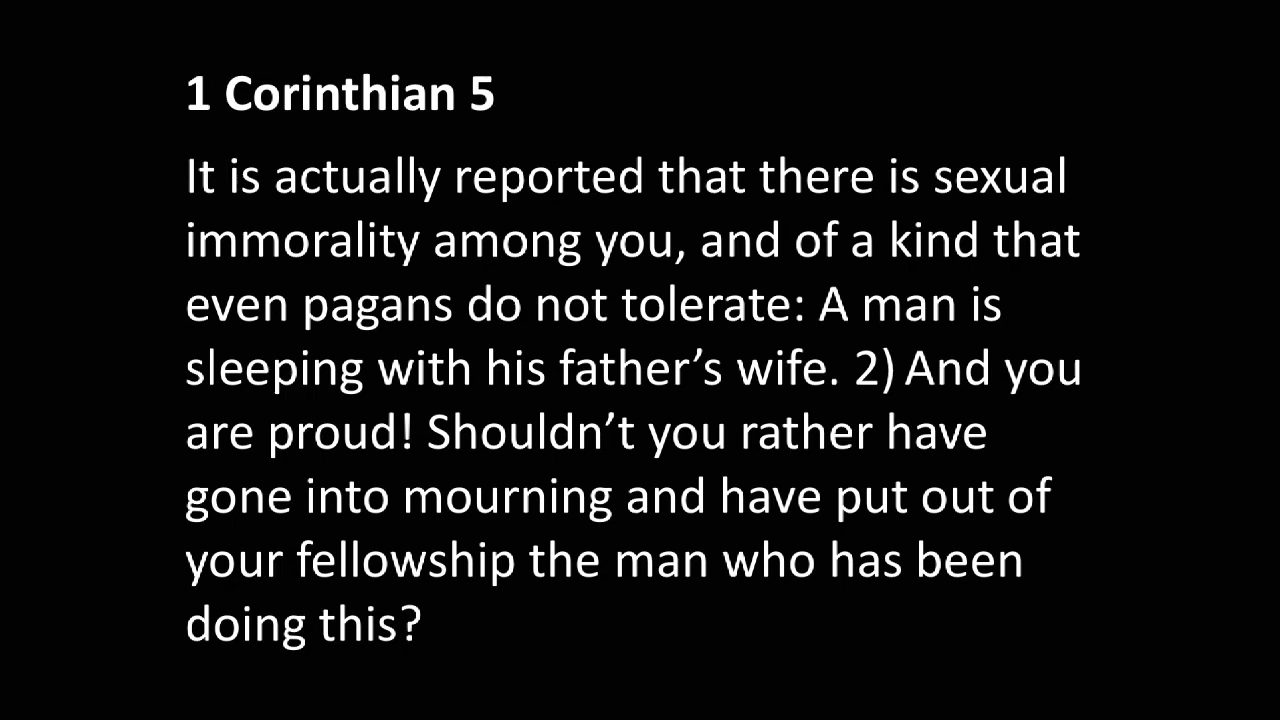 1 Corinthian 5
It is actually reported that there is sexual
immorality among you, and of a kind that
even pagans do not tolerate: A man is
sleeping with his father’s wife. 2) And you
are proud! Shouldn’t you rather have
gone into mourning and have put out of
your fellowship the man who has been
doing this?